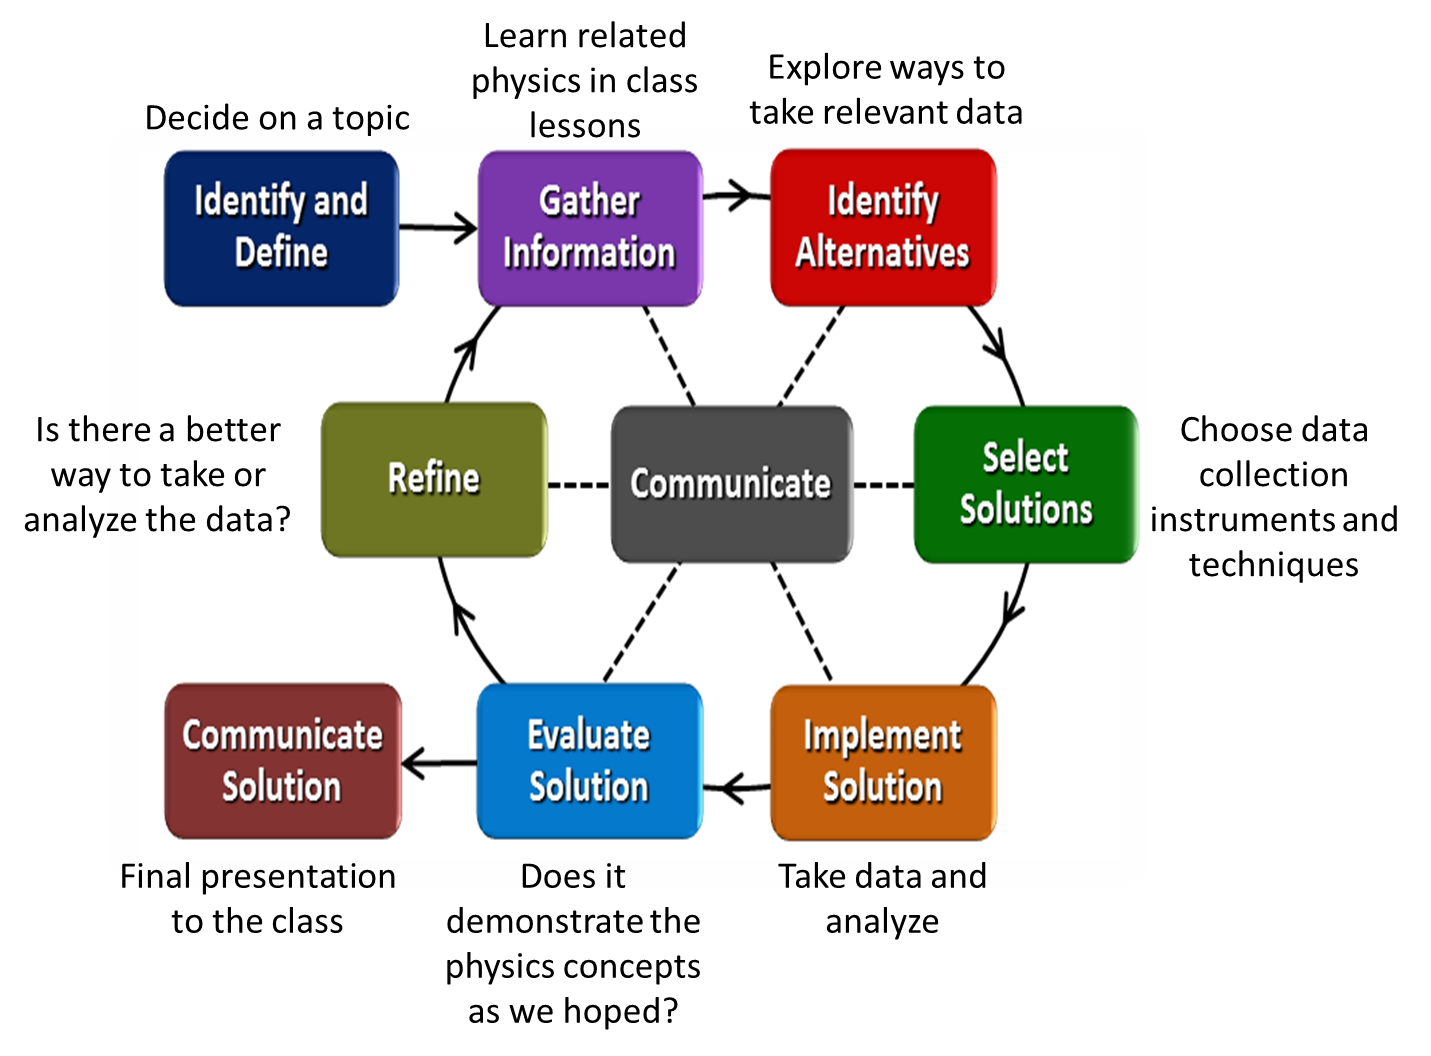 Decide on a topic
Identify and
Define
Learn related
physics in class
lessons
Gather
Information
Explore ways to
take relevant data
Identify
Alternatives
Is there a better
way to take or
analyze the data?
Refine
Communicate
Select
Solutions
Choose data
collection
instruments and
techniques
Communicate
Solution
Final presentation
to the class
Evaluate
Solution
Does it
demonstrate the
physics concepts
as we hoped?
Implement
Solution
Take data and
analyze